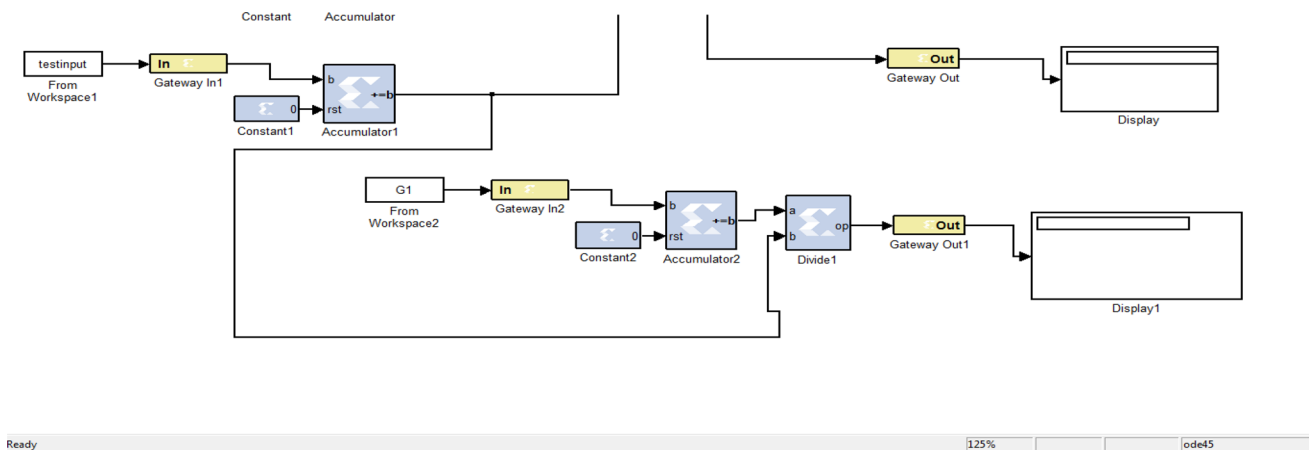 Constant Accumulator
testinput
From
Workspace1
In
Gateway In1
0
Constant1
b
rst
+=b
Accumulator1
Out
Gateway Out
Display
G1
From
Workspace2
In
Gateway In2
0
Constant2
b
rst
+=b
Accumulator2
a
b
op
Divide1
Out
Gateway Out1
Display1
Ready 125% ode45